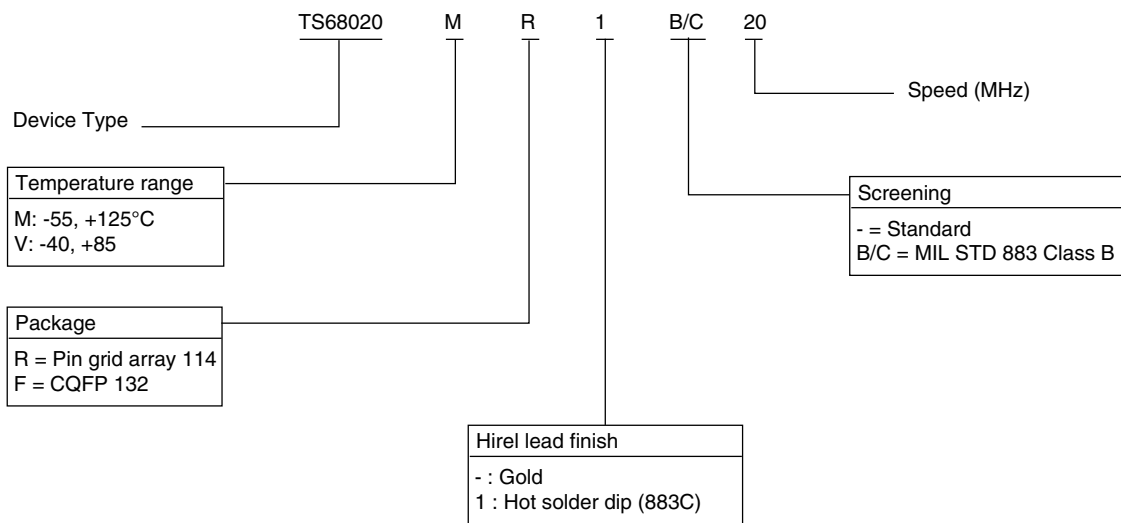 TS68020 M R 1 B/C 20
Speed (MHz)
Device Type
Temperature range
M: -55, +125°C
V: -40, +85
Screening
- = Standard
B/C = MIL STD 883 Class B
Package
R = Pin grid array 114
F = CQFP 132
Hirel lead finish
- : Gold
1 : Hot solder dip (883C)